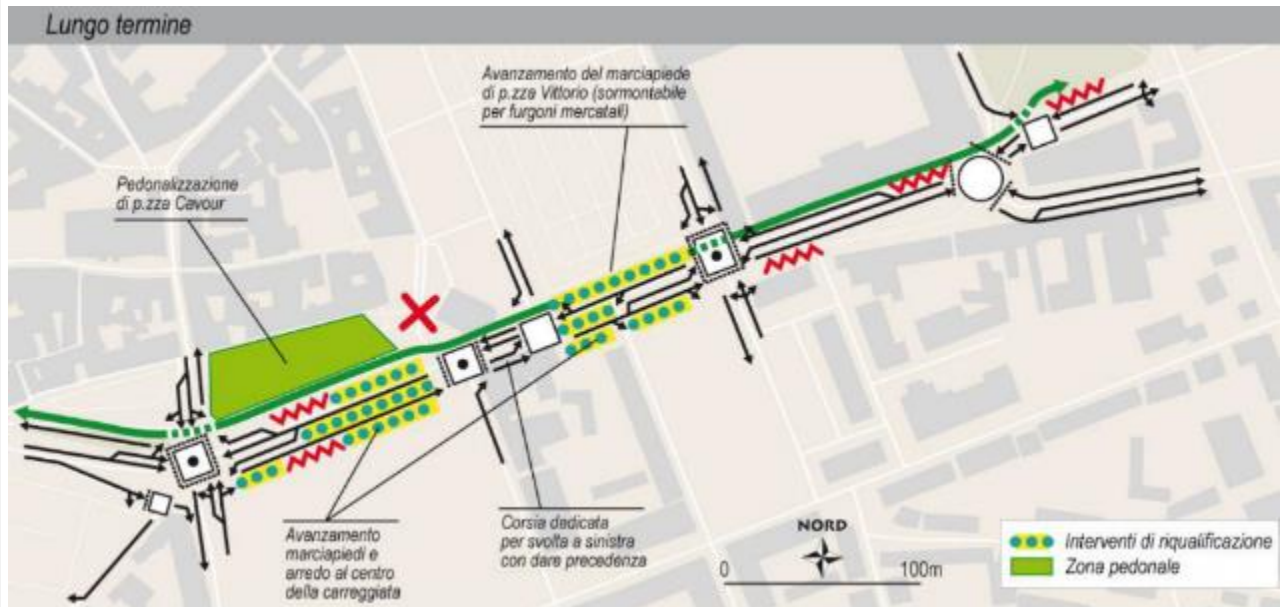 Lungo termine
Avanzamento del marciapiede
di p.zza Vittorio (sormontabile
per furgoni mercatali)
Pedonalizzazione
di p.zza Cavour
Avanzamento
marciapiedi e
arredo al centro
della carreggiata
Corsia dedicata
per svolta a sinistra
con dare precedenza
NORD
0 100m
Interventi di riqualificazione
Zona pedonale